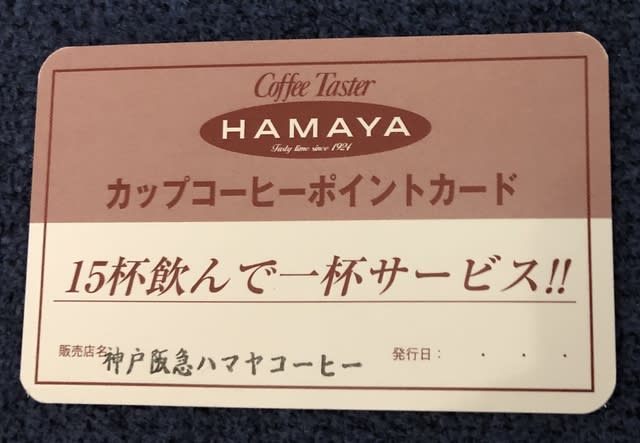 Coffee Taster
HAMAYA
Tasty time since 1924
カップコーヒーポイントカード
15杯飲んで一杯サービス!!
販売店名: 神戸阪急ハマヤコーヒー 発行日: . . .